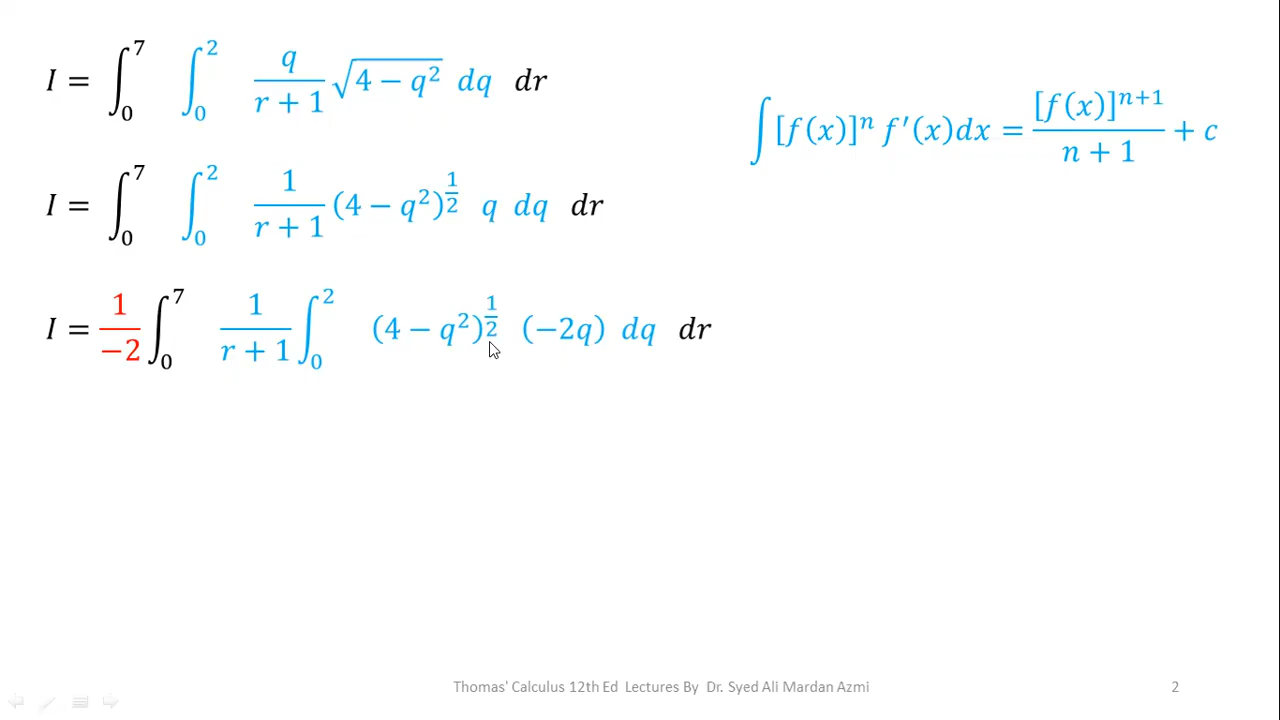 I = ∫₀⁷ ∫₀² q/(r + 1) √(4 − q²) dq dr
∫[f(x)]ⁿ f′(x)dx = [f(x)]ⁿ⁺¹/(n + 1) + c
I = ∫₀⁷ ∫₀² 1/(r + 1) (4 − q²)^(1/2) q dq dr
I = 1/(−2) ∫₀⁷ 1/(r + 1) ∫₀² (4 − q²)^(1/2) (−2q) dq dr
Thomas' Calculus 12th Ed Lectures By Dr. Syed Ali Mardan Azmi
2